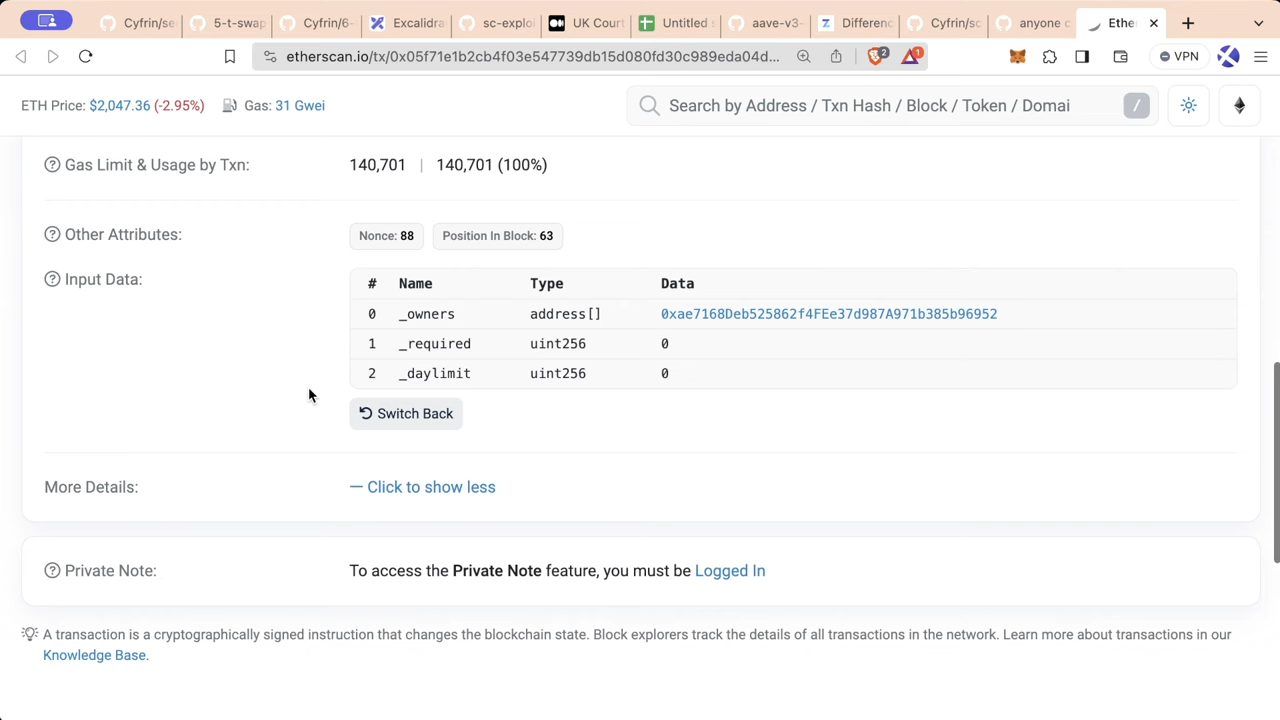 Cyfrin/se
5-t-swap
Cyfrin/6-
Excalidra
sc-exploi
UK Court
Untitled s
aave-v3-
Differenc
Cyfrin/sc
anyone c
Ethe
etherscan.io/tx/0x05f71e1b2cb4f03e547739db15d080fd30c989eda04d...
2
1
VPN
ETH Price: $2,047.36 (-2.95%) Gas: 31 Gwei
Search by Address / Txn Hash / Block / Token / Domai
/
Gas Limit & Usage by Txn: 140,701 | 140,701 (100%)
Other Attributes: Nonce: 88 Position In Block: 63
Input Data:
# Name Type Data
0 _owners address[] 0xae7168Deb525862f4FEe37d987A971b385b96952
1 _required uint256 0
2 _daylimit uint256 0
Switch Back
More Details: — Click to show less
Private Note: To access the Private Note feature, you must be Logged In
A transaction is a cryptographically signed instruction that changes the blockchain state. Block explorers track the details of all transactions in the network. Learn more about transactions in our
Knowledge Base.